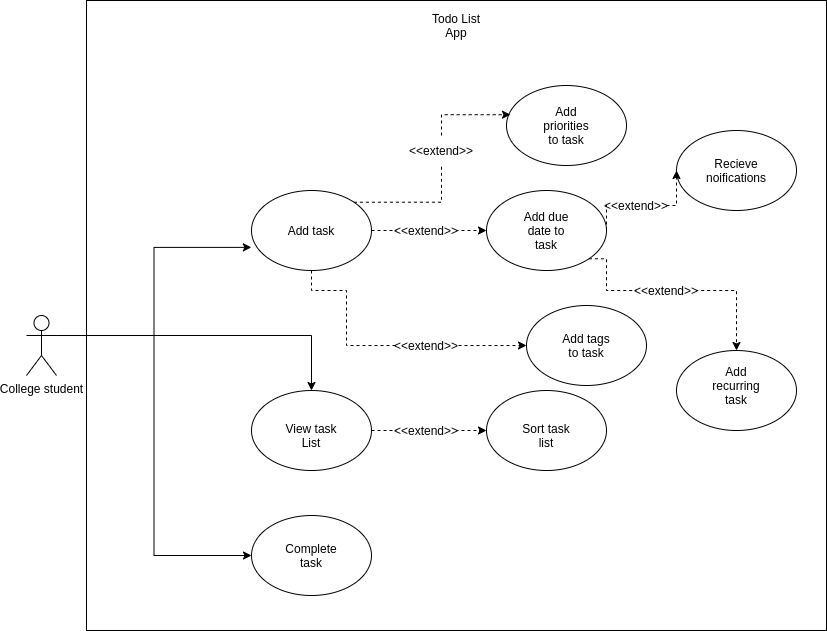 Todo List
App
Add
priorities
to task
<<extend>>
Recieve
noifications
Add task
<<extend>>
Add due
date to
task
<<extend>>
<<extend>>
Add tags
to task
<<extend>>
Add
recurring
task
College student
View task
List
<<extend>>
Sort task
list
Complete
task